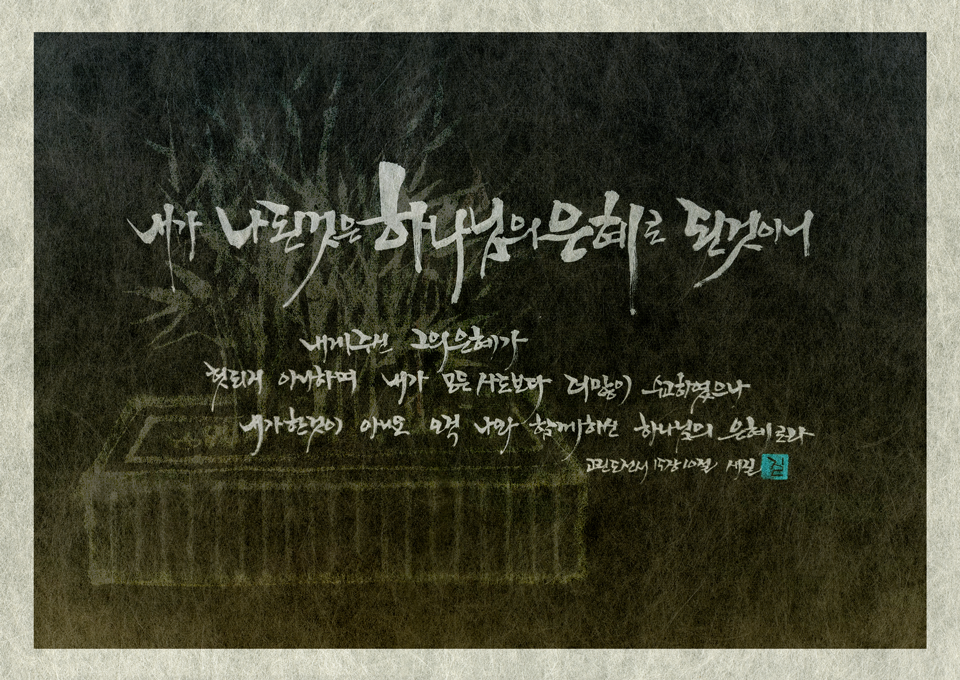 내가 나된것은 하나님의 은혜로 된것이니
내게주신 그의 은혜가
헛되지 아니하며 내가 모든 사도보다 더많이 수고하였으나
내가한것이 아니요 오직 나와 함께하신 하나님의 은혜로라
고린도전서 15장 10절 세길
김